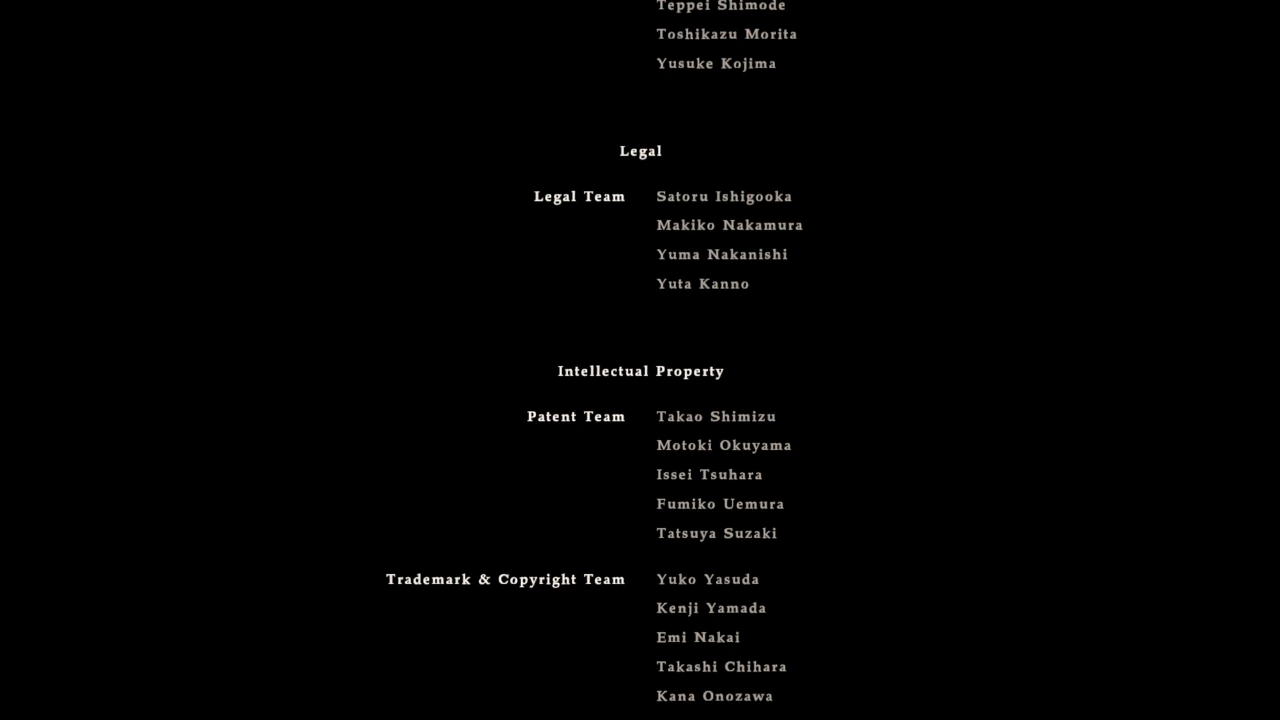 Teppei Shimode
Toshikazu Morita
Yusuke Kojima
Legal
Legal Team Satoru Ishigooka
Makiko Nakamura
Yuma Nakanishi
Yuta Kanno
Intellectual Property
Patent Team Takao Shimizu
Motoki Okuyama
Issei Tsuhara
Fumiko Uemura
Tatsuya Suzaki
Trademark & Copyright Team Yuko Yasuda
Kenji Yamada
Emi Nakai
Takashi Chihara
Kana Onozawa